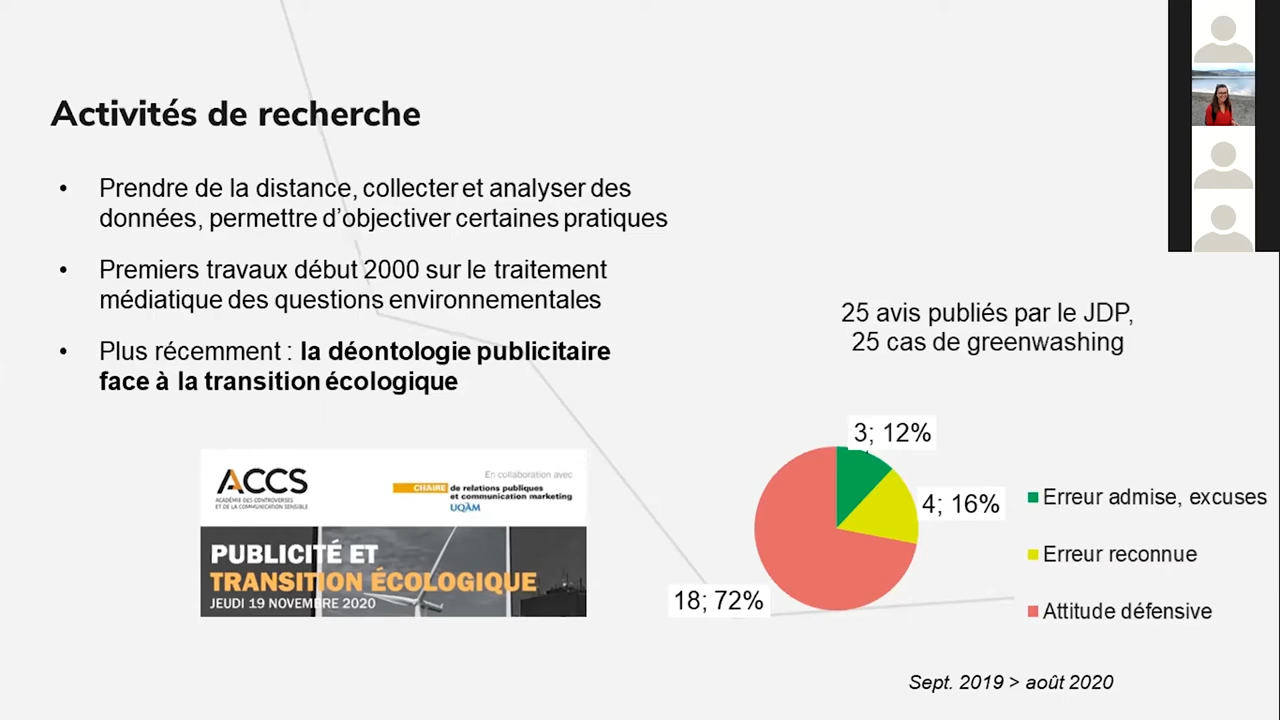 Activités de recherche
• Prendre de la distance, collecter et analyser des
données, permettre d'objectiver certaines pratiques
• Premiers travaux début 2000 sur le traitement
médiatique des questions environnementales
• Plus récemment : la déontologie publicitaire
face à la transition écologique
ACCS
ACADÉMIE DES CONTROVERSES
ET DE LA COMMUNICATION SENSIBLE
En collaboration avec
CHAIRE de relations publiques
et communication marketing
UQÀM
PUBLICITÉ ET
TRANSITION ÉCOLOGIQUE
JEUDI 19 NOVEMBRE 2020
25 avis publiés par le JDP,
25 cas de greenwashing
3; 12%
4; 16%
18; 72%
Erreur admise, excuses
Erreur reconnue
Attitude défensive
Sept. 2019 > août 2020